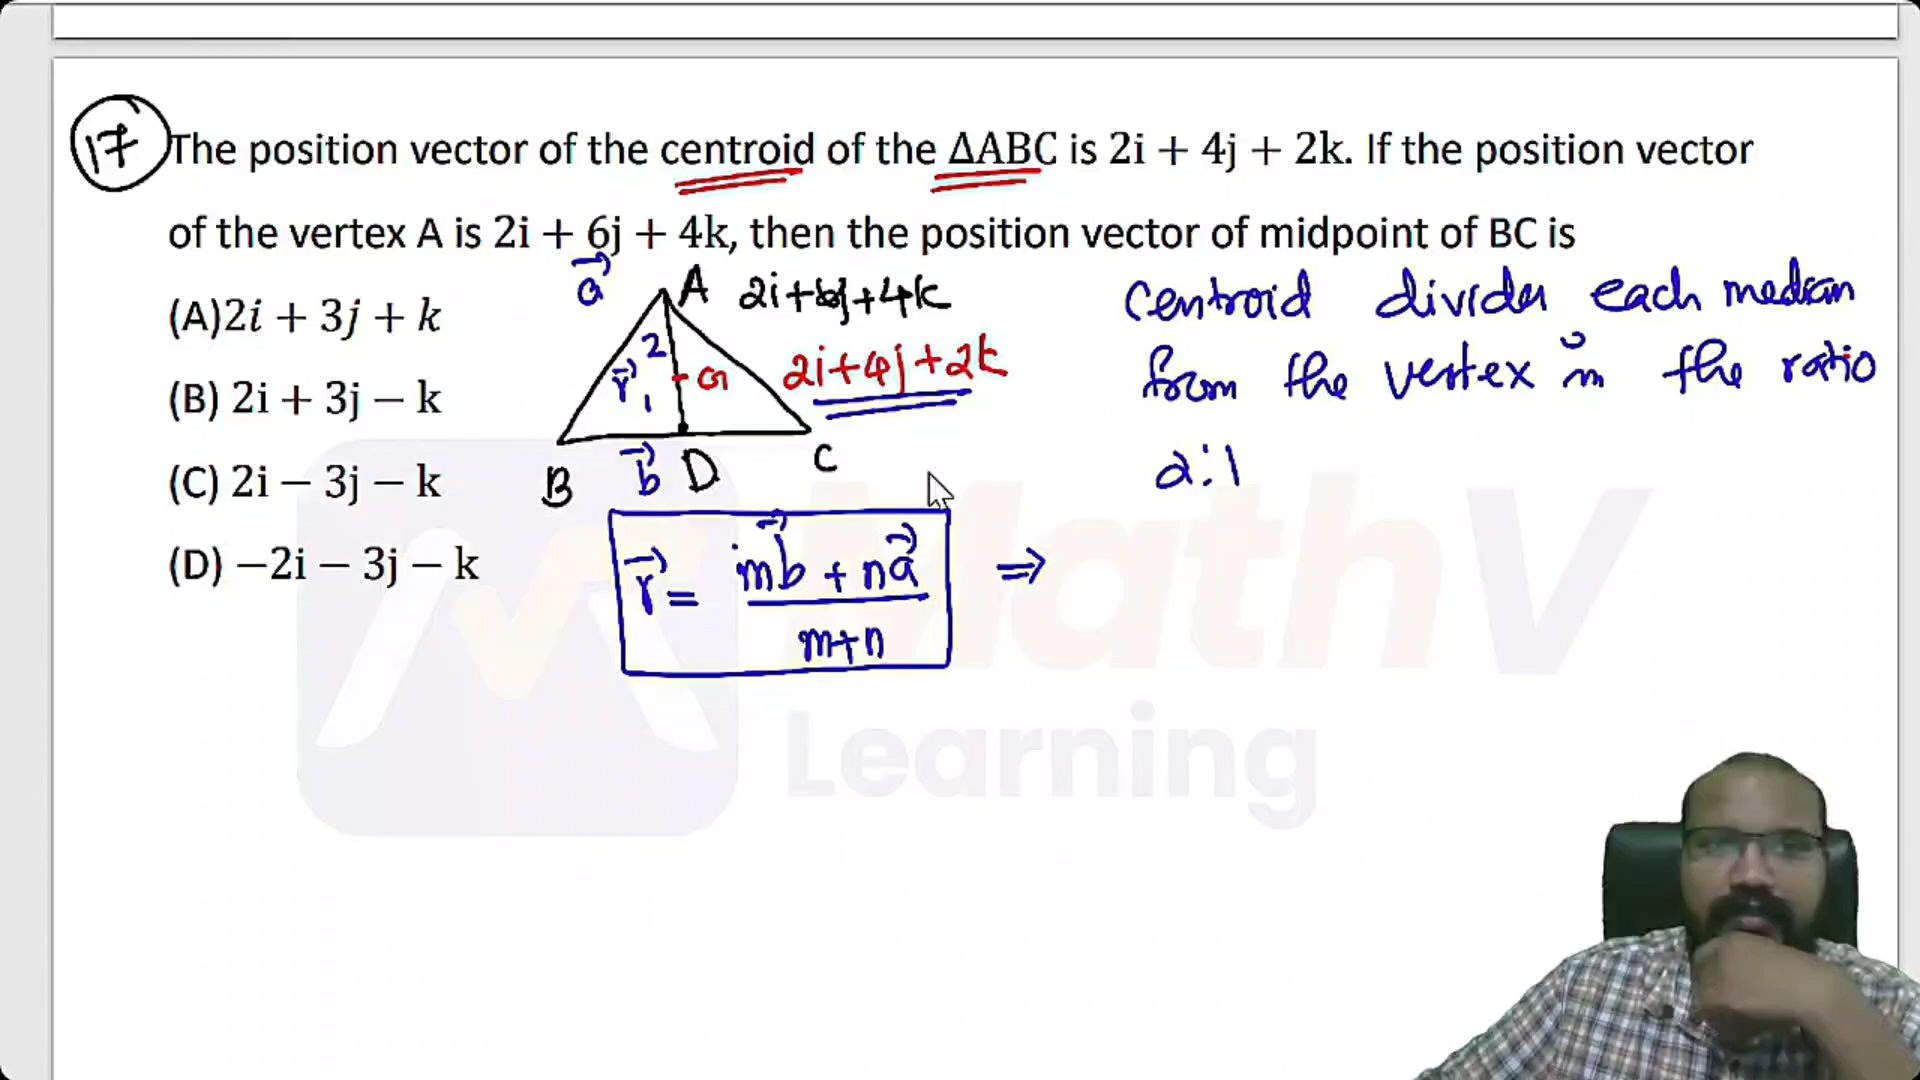 17
The position vector of the centroid of the ΔABC is 2i + 4j + 2k. If the position vector
of the vertex A is 2i + 6j + 4k, then the position vector of midpoint of BC is
(A)2i + 3j + k
(B) 2i + 3j − k
(C) 2i − 3j − k
(D) −2i − 3j − k
a⃗
A 2i+6j+4k
2
r⃗
1
G 2i+4j+2k
B
b⃗
D
C
r⃗ = (mb⃗ + na⃗)/(m+n) ⇒
Centroid divides each median
from the vertex in the ratio
2:1
MathV
Learning